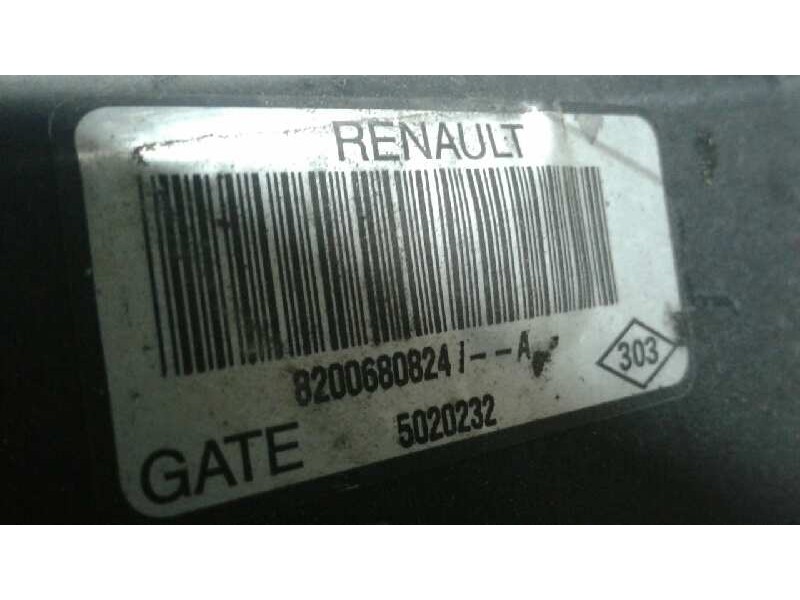 RENAULT
8200680824 I--A
303
5020232
GATE